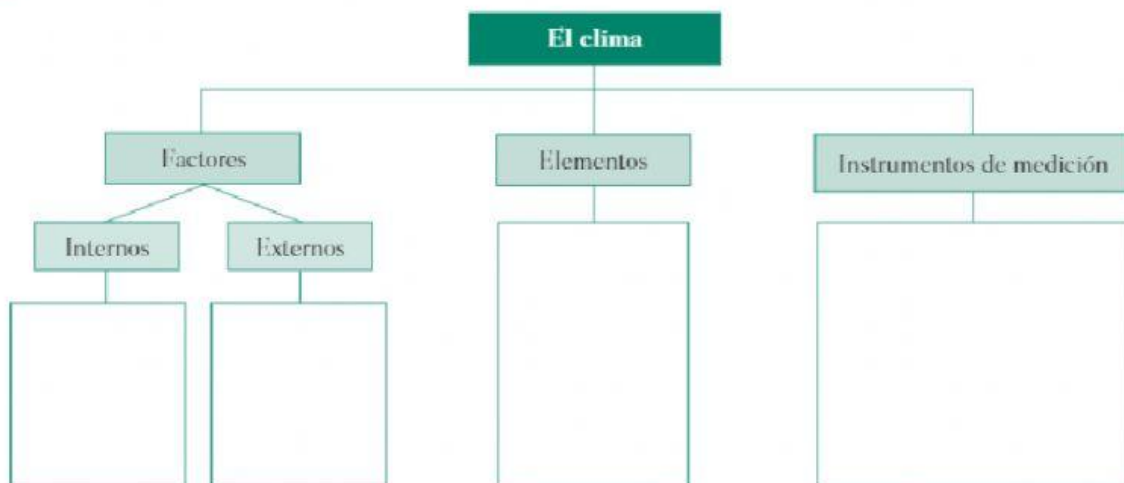 El clima
Factores
Elementos
Instrumentos de medición
Internos
Externos